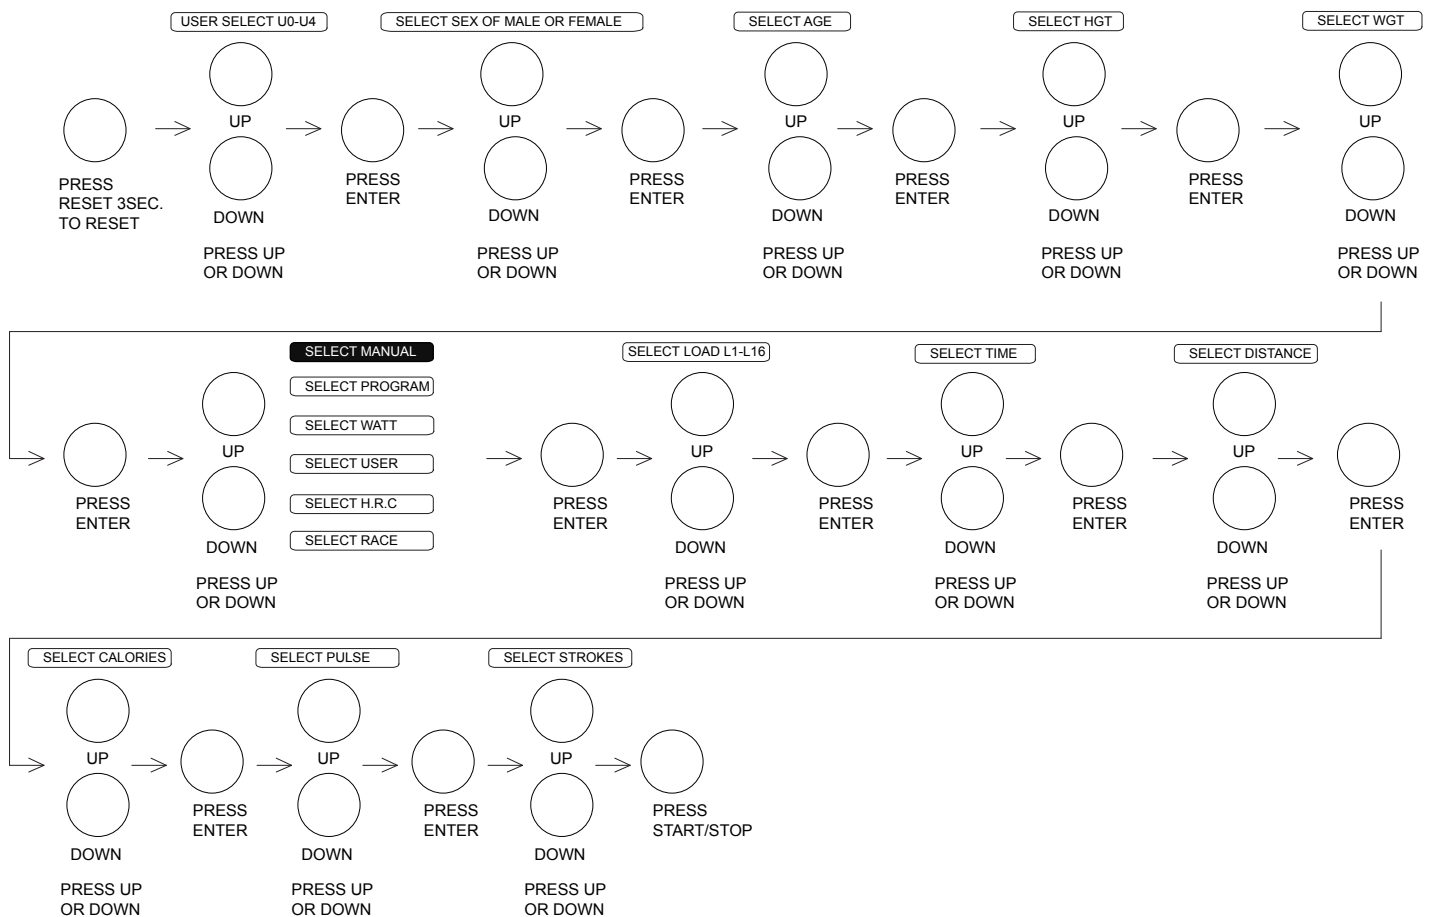 USER SELECT U0-U4
SELECT SEX OF MALE OR FEMALE
SELECT AGE
SELECT HGT
SELECT WGT
PRESS
RESET 3SEC.
TO RESET
UP
DOWN
PRESS UP
OR DOWN
PRESS
ENTER
UP
DOWN
PRESS UP
OR DOWN
PRESS
ENTER
UP
DOWN
PRESS UP
OR DOWN
PRESS
ENTER
UP
DOWN
PRESS UP
OR DOWN
PRESS
ENTER
UP
DOWN
PRESS UP
OR DOWN
PRESS
ENTER
UP
DOWN
PRESS UP
OR DOWN
SELECT MANUAL
SELECT PROGRAM
SELECT WATT
SELECT USER
SELECT H.R.C
SELECT RACE
PRESS
ENTER
SELECT LOAD L1-L16
UP
DOWN
PRESS UP
OR DOWN
PRESS
ENTER
SELECT TIME
UP
DOWN
PRESS UP
OR DOWN
PRESS
ENTER
SELECT DISTANCE
UP
DOWN
PRESS UP
OR DOWN
PRESS
ENTER
SELECT CALORIES
UP
DOWN
PRESS UP
OR DOWN
PRESS
ENTER
SELECT PULSE
UP
DOWN
PRESS UP
OR DOWN
PRESS
ENTER
SELECT STROKES
UP
DOWN
PRESS UP
OR DOWN
PRESS
START/STOP